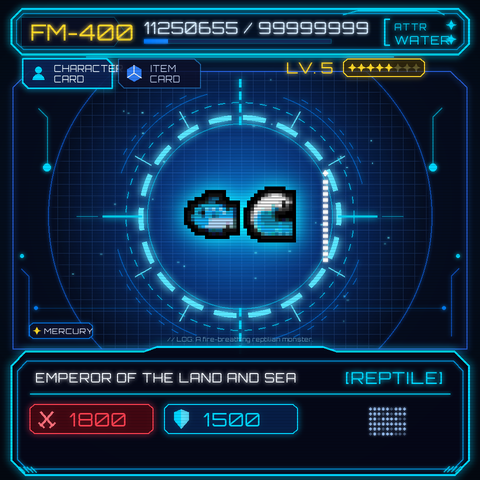 FM-400 11250655 / 99999999
ATTR
WATER
CHARACTER
CARD
ITEM
CARD
LV. 5
MERCURY
// LOG: A fire-breathing reptilian monster.
EMPEROR OF THE LAND AND SEA [REPTILE]
1800 1500